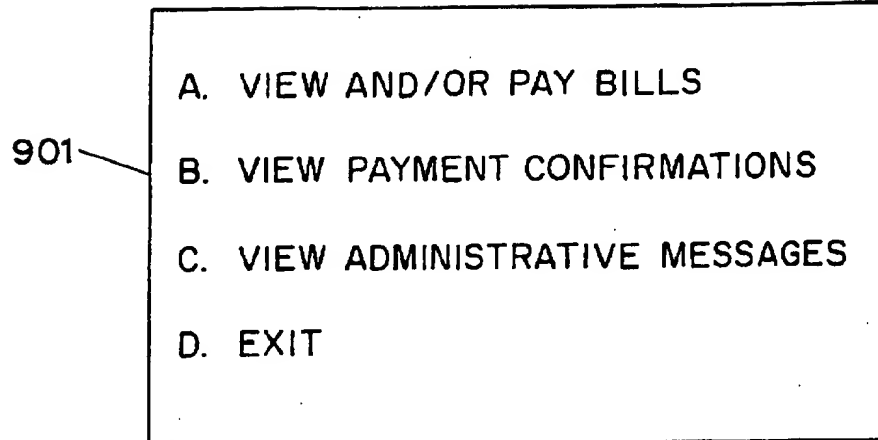 A. VIEW AND/OR PAY BILLS
901
B. VIEW PAYMENT CONFIRMATIONS
C. VIEW ADMINISTRATIVE MESSAGES
D. EXIT